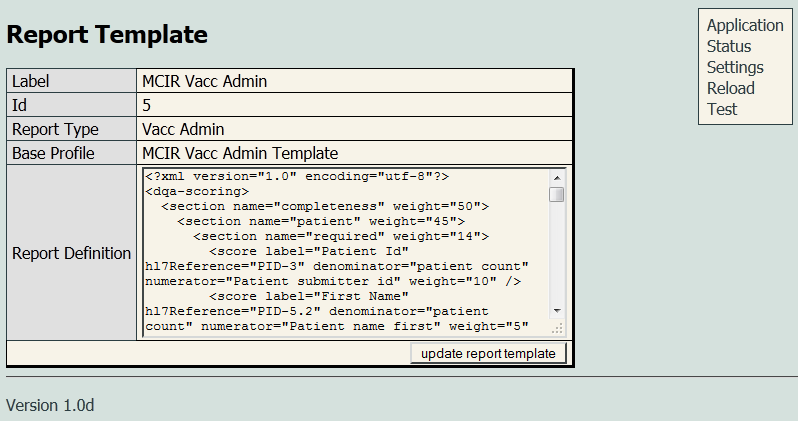 Report Template
Application
Status
Settings
Reload
Test
Label MCIR Vacc Admin
Id 5
Report Type Vacc Admin
Base Profile MCIR Vacc Admin Template
Report Definition
<?xml version="1.0" encoding="utf-8"?>
<dqa-scoring>
<section name="completeness" weight="50">
<section name="patient" weight="45">
<section name="required" weight="14">
<score label="Patient Id"
hl7Reference="PID-3" denominator="patient count"
numerator="Patient submitter id" weight="10" />
<score label="First Name"
hl7Reference="PID-5.2" denominator="patient
count" numerator="Patient name first" weight="5"
update report template
Version 1.0d